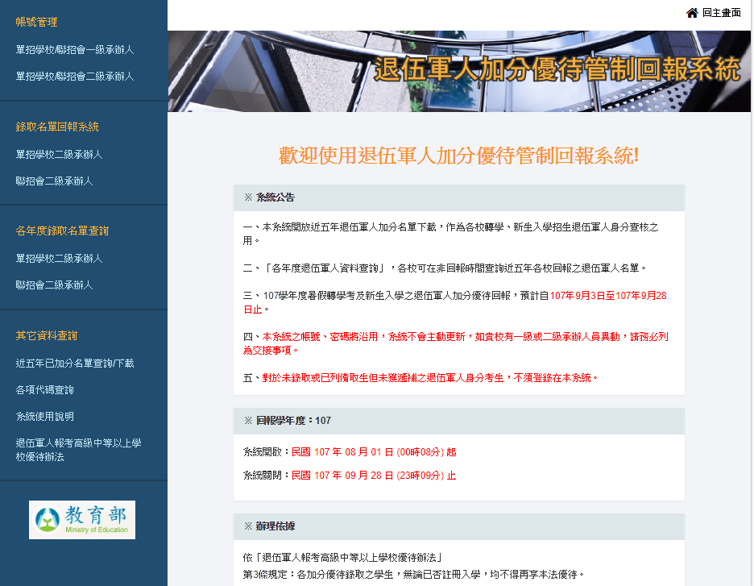 帳號管理
單招學校/聯招會一級承辦人
單招學校/聯招會二級承辦人
錄取名單回報系統
單招學校二級承辦人
聯招會二級承辦人
各年度錄取名單查詢
單招學校二級承辦人
聯招會二級承辦人
其它資料查詢
近五年已加分名單查詢/下載
各項代碼查詢
系統使用說明
退伍軍人報考高級中等以上學
校優待辦法
教育部
Ministry of Education
回主畫面
退伍軍人加分優待管制回報系統
歡迎使用退伍軍人加分優待管制回報系統!
※ 系統公告
一、本系統開放近五年退伍軍人加分名單下載，作為各校轉學、新生入學招生退伍軍人身分查核之
用。
二、「各年度退伍軍人資料查詢」，各校可在非回報時間查詢近五年各校回報之退伍軍人名單。
三、107學年度暑假轉學考及新生入學之退伍軍人加分優待回報，預計自107年9月3日至107年9月28
日止。
四、本系統之帳號、密碼將沿用，系統不會主動更新，如貴校有一級或二級承辦人員異動，請務必列
為交接事項。
五、對於未錄取或已列備取生但未獲遞補之退伍軍人身分考生，不須登錄在本系統。
※ 回報學年度：107
系統開啟：民國 107 年 08 月 01 日 (00時08分) 起
系統關閉：民國 107 年 09 月 28 日 (23時09分) 止
※ 辦理依據
依「退伍軍人報考高級中等以上學校優待辦法」
第3條規定：各加分優待錄取之學生，無論已否註冊入學，均不得再享本法優待。